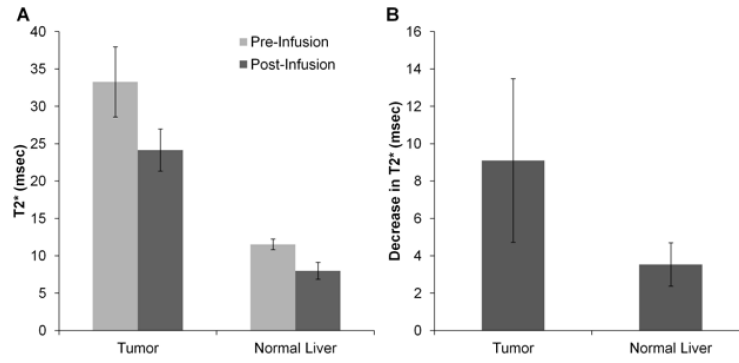 A
T2* (msec)
40
35
30
25
20
15
10
5
0
Pre-Infusion
Post-Infusion
Tumor
Normal Liver
B
Decrease in T2* (msec)
16
14
12
10
8
6
4
2
0
Tumor
Normal Liver